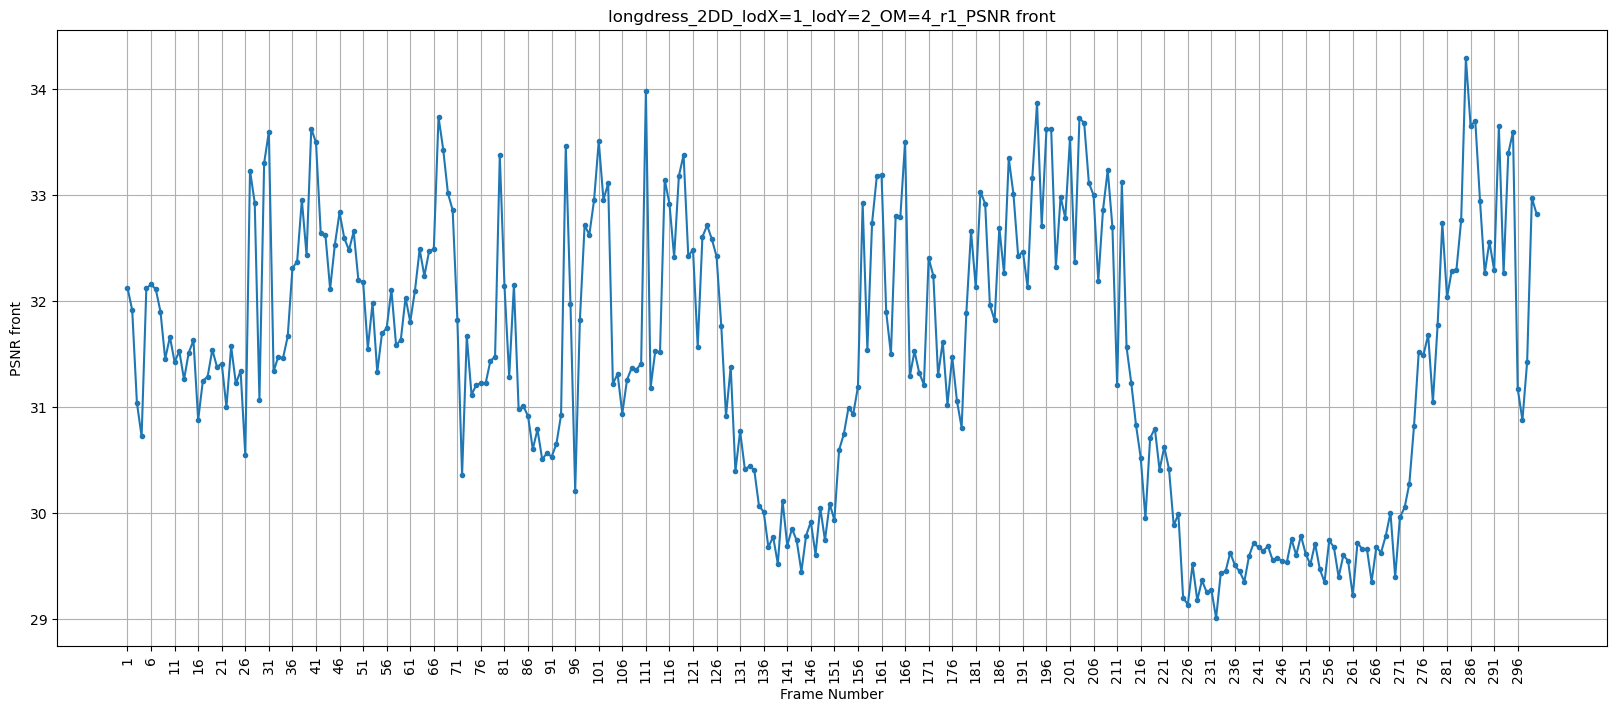 longdress_2DD_lodX=1_lodY=2_OM=4_r1_PSNR front
PSNR front
34
33
32
31
30
29
1 6 11 16 21 26 31 36 41 46 51 56 61 66 71 76 81 86 91 96 101 106 111 116 121 126 131 136 141 146 151 156 161 166 171 176 181 186 191 196 201 206 211 216 221 226 231 236 241 246 251 256 261 266 271 276 281 286 291 296
Frame Number